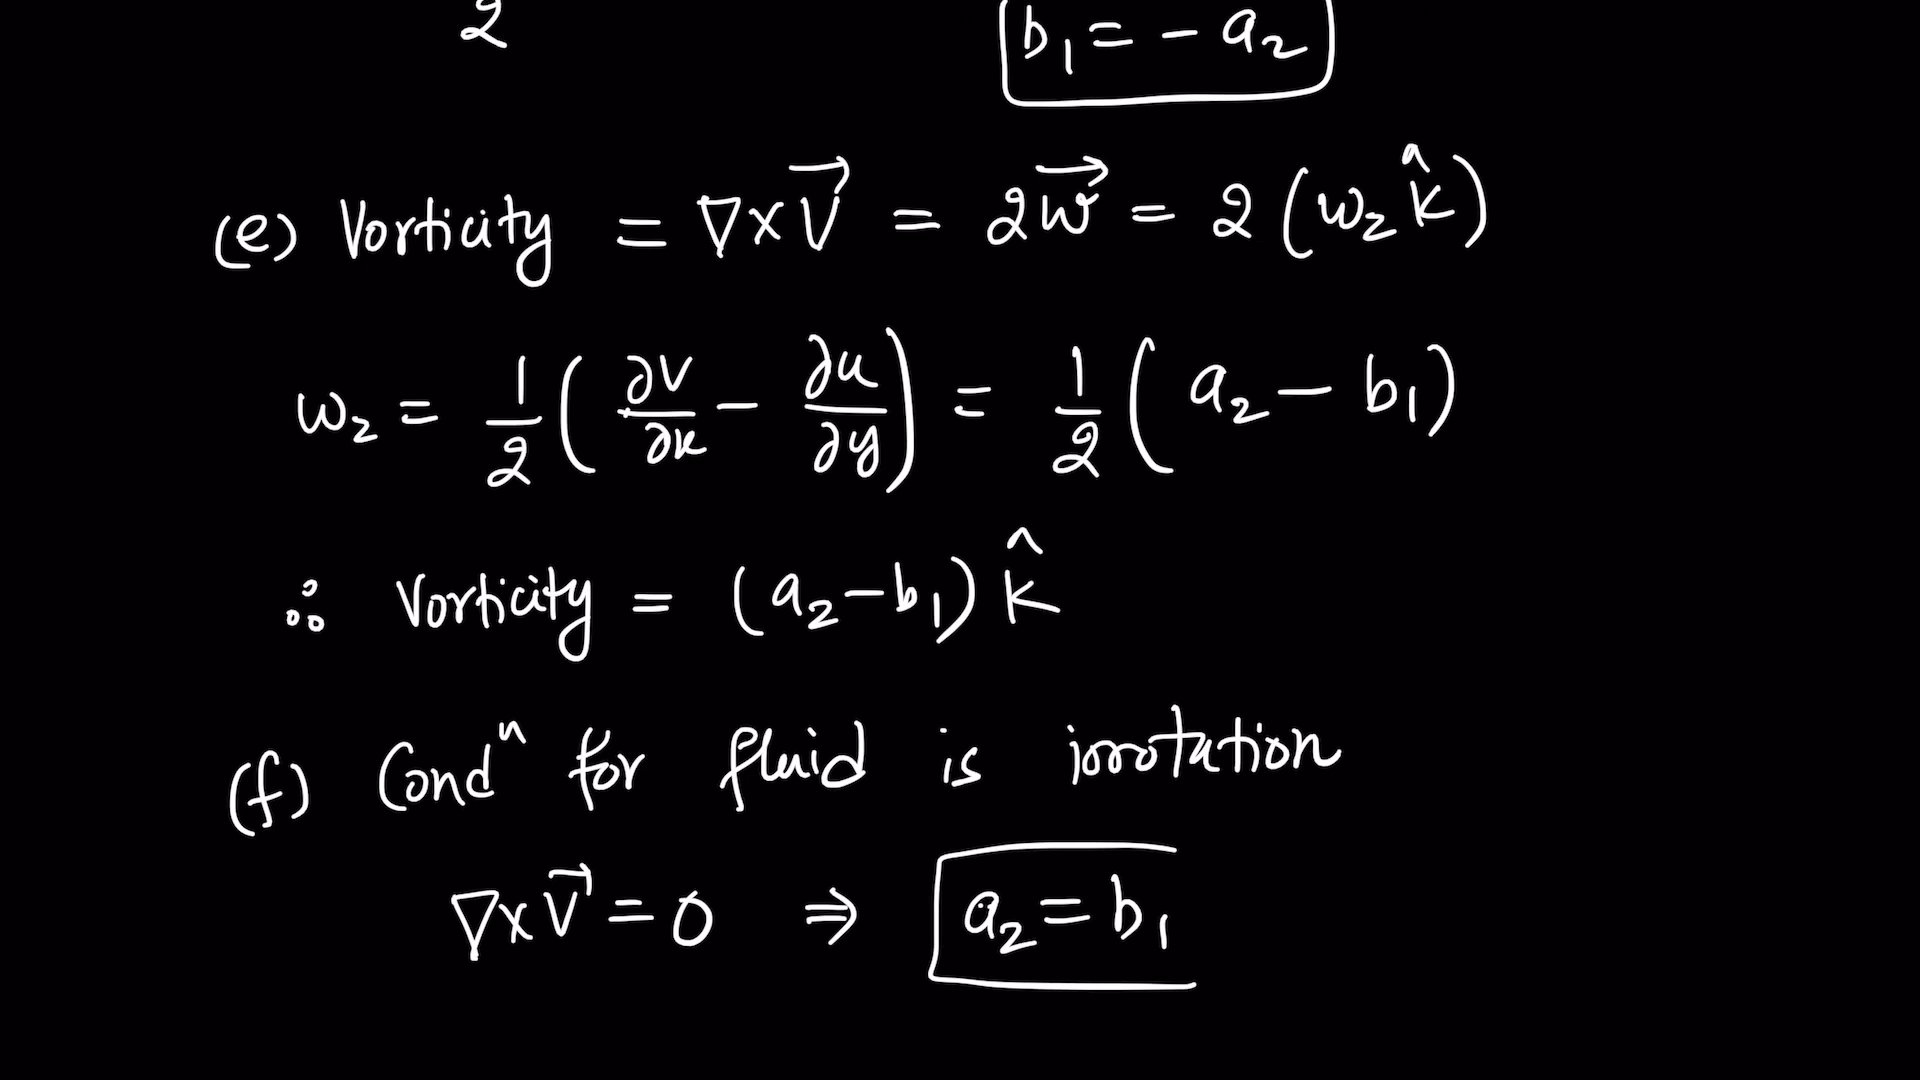 2 b₁ = - a₂
(e) Vorticity = ∇×V⃗ = 2w⃗ = 2 (w_z k̂)
w_z = 1/2 ( ∂v/∂x - ∂u/∂y ) = 1/2 ( a₂ - b₁ )
∴ Vorticity = (a₂-b₁) k̂
(f) Condⁿ for fluid is irrotation
∇×V⃗ = 0 ⇒ a₂ = b₁